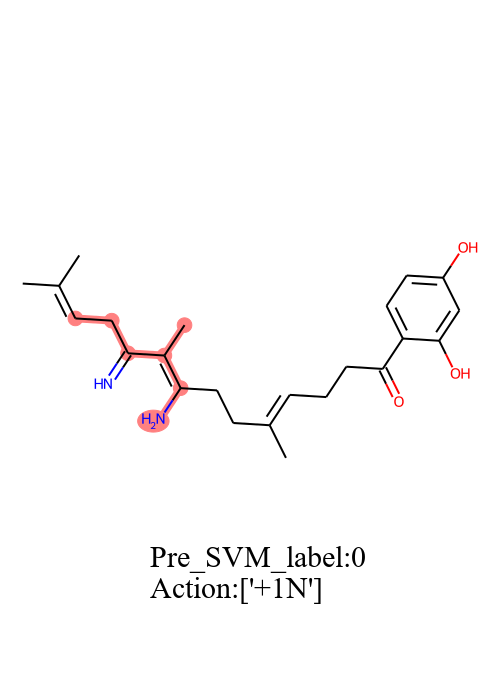 OH
OH
O
HN
H2N
Pre_SVM_label:0
Action:['+1N']